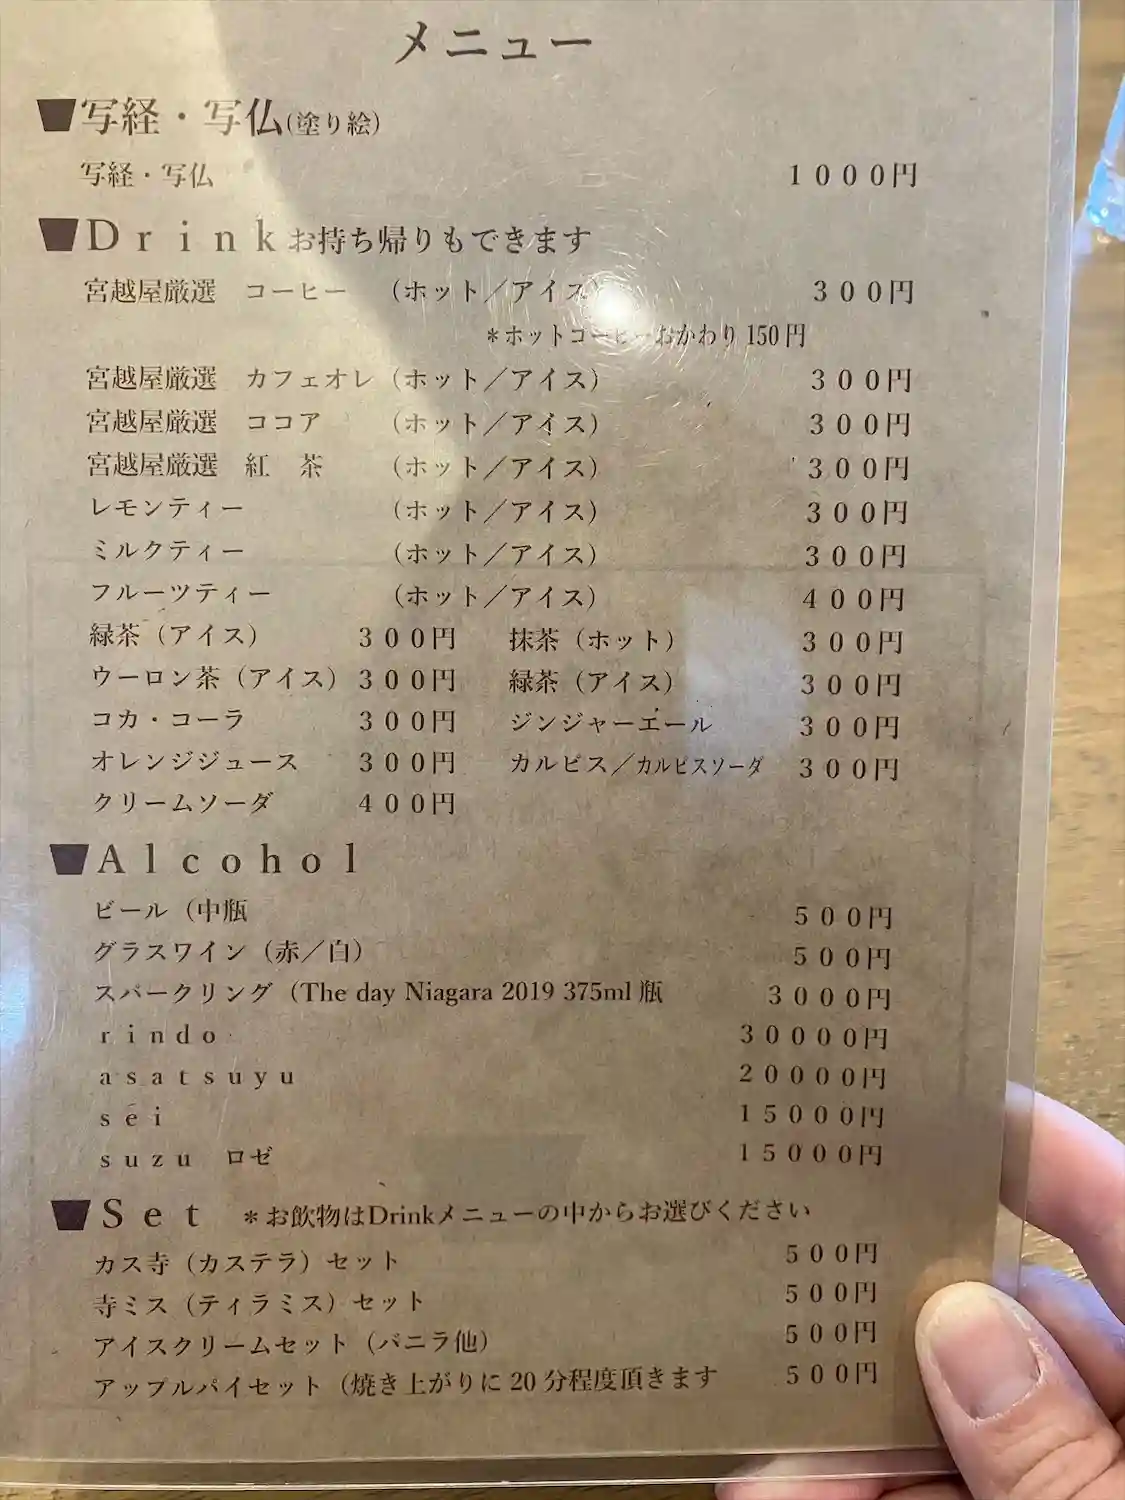 メニュー
写経・写仏(塗り絵)
写経・写仏 1000円
Drinkお持ち帰りもできます
宮越屋厳選 コーヒー (ホット／アイス) 300円
＊ホットコーヒーおかわり150円
宮越屋厳選 カフェオレ(ホット／アイス) 300円
宮越屋厳選 ココア (ホット／アイス) 300円
宮越屋厳選 紅 茶 (ホット／アイス) 300円
レモンティー (ホット／アイス) 300円
ミルクティー (ホット／アイス) 300円
フルーツティー (ホット／アイス) 400円
緑茶(アイス) 300円 抹茶(ホット) 300円
ウーロン茶(アイス) 300円 緑茶(アイス) 300円
コカ・コーラ 300円 ジンジャーエール 300円
オレンジジュース 300円 カルピス／カルピスソーダ 300円
クリームソーダ 400円
Alcohol
ビール(中瓶 500円
グラスワイン(赤／白) 500円
スパークリング(The day Niagara 2019 375ml瓶 3000円
rindo 30000円
asatsuyu 20000円
sei 15000円
suzu ロゼ 15000円
Set ＊お飲物はDrinkメニューの中からお選びください
カス寺(カステラ)セット 500円
寺ミス(ティラミス)セット 500円
アイスクリームセット(バニラ他) 500円
アップルパイセット(焼き上がりに20分程度頂きます 500円